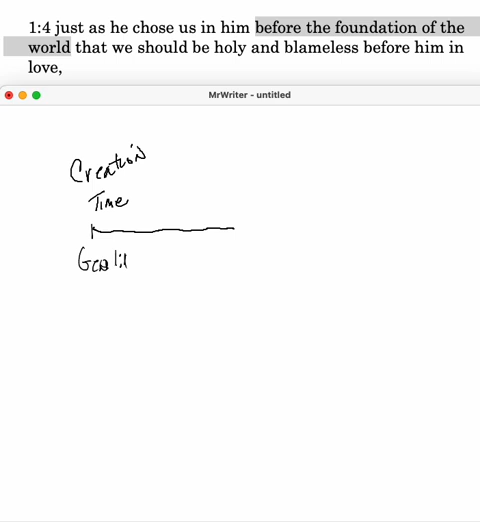 1:4 just as he chose us in him before the foundation of the
world that we should be holy and blameless before him in
love,
MrWriter - untitled
Creation
Time
Gen 1:1